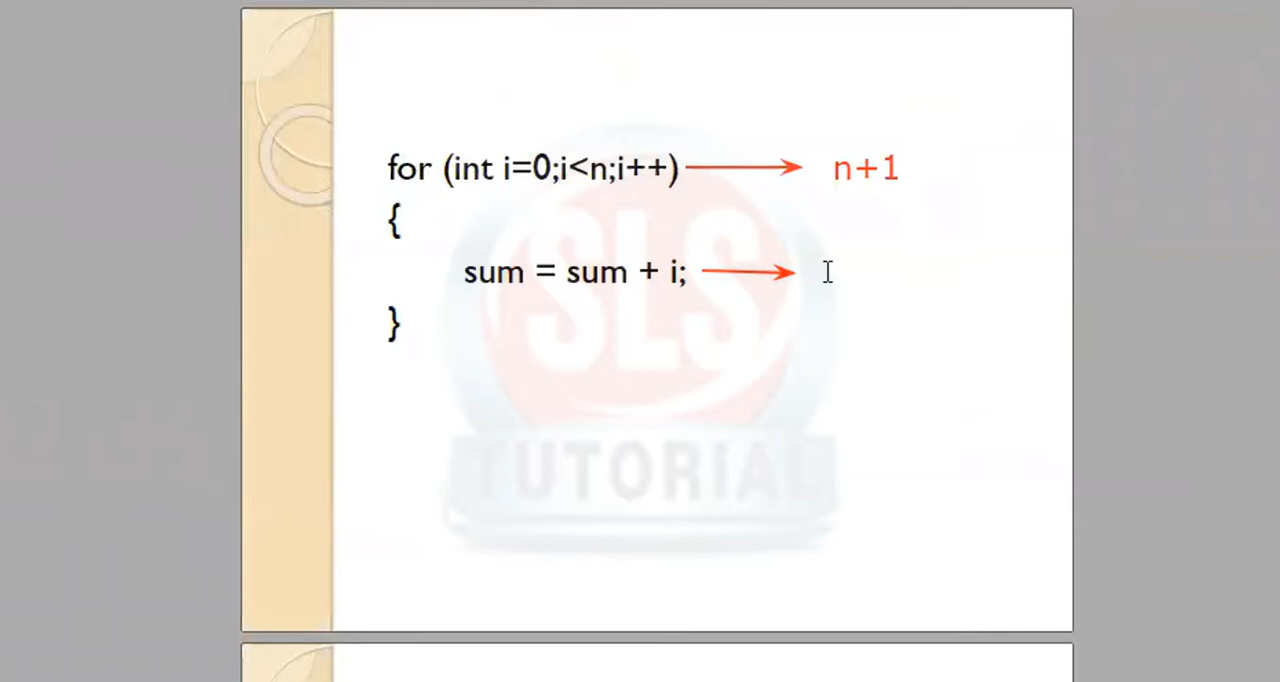 for (int i=0;i<n;i++) n+1
{
sum = sum + i;
}
SLS
TUTORIAL